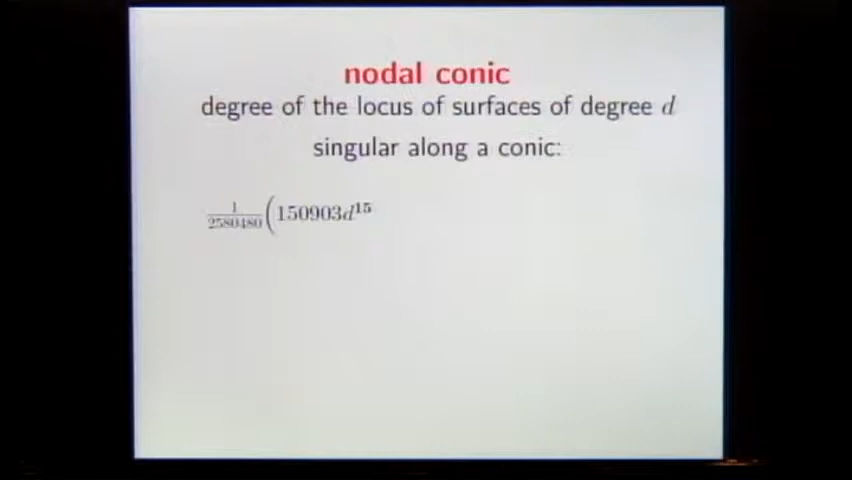 nodal conic
degree of the locus of surfaces of degree d
singular along a conic:
1/2580480 (150903d^15